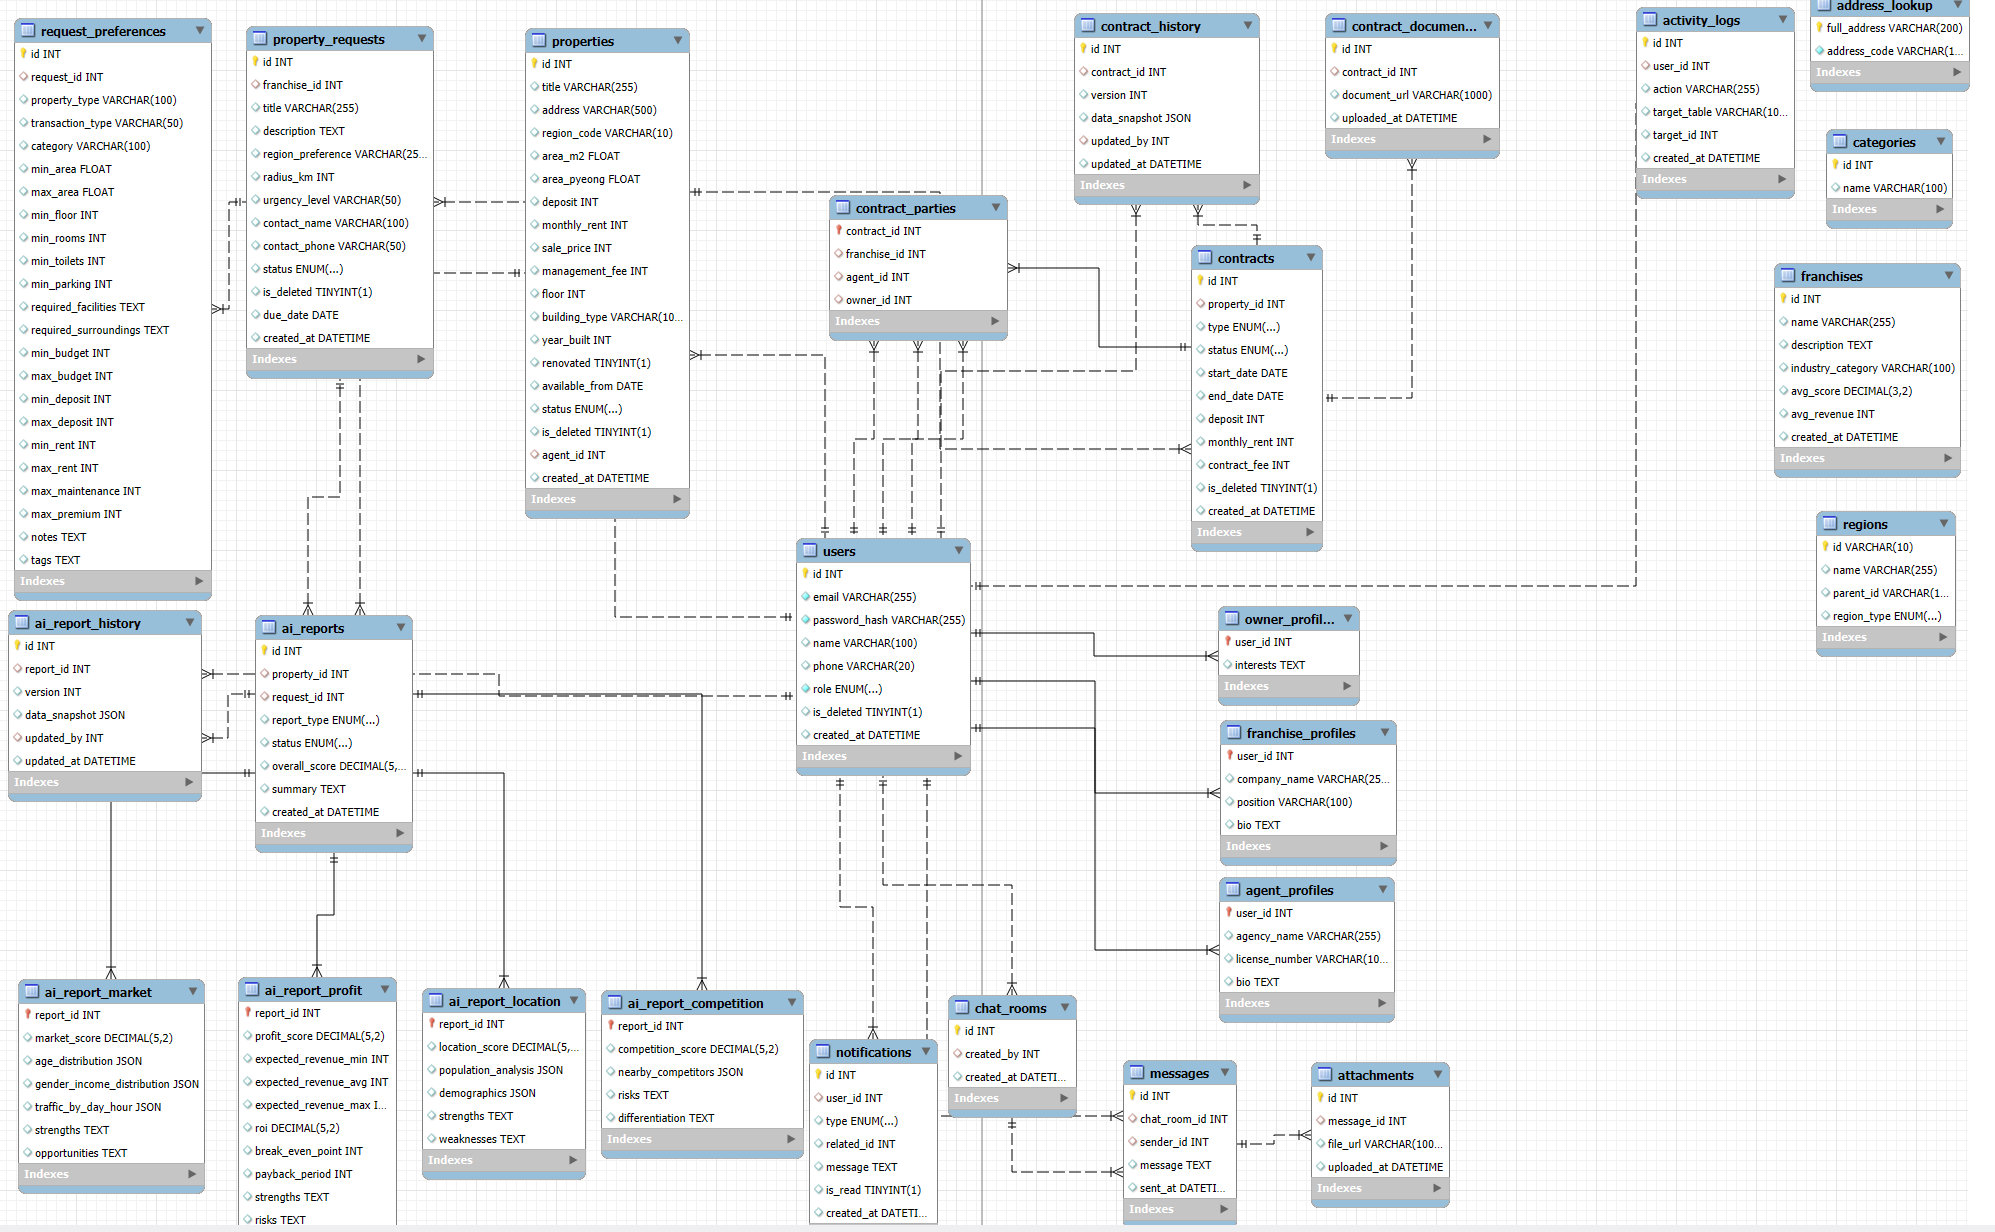 request_preferences
id INT
request_id INT
property_type VARCHAR(100)
transaction_type VARCHAR(50)
category VARCHAR(100)
min_area FLOAT
max_area FLOAT
min_floor INT
min_rooms INT
min_toilets INT
min_parking INT
required_facilities TEXT
required_surroundings TEXT
min_budget INT
max_budget INT
min_deposit INT
max_deposit INT
min_rent INT
max_rent INT
max_maintenance INT
max_premium INT
notes TEXT
tags TEXT
Indexes
property_requests
id INT
franchise_id INT
title VARCHAR(255)
description TEXT
region_preference VARCHAR(25...
radius_km INT
urgency_level VARCHAR(50)
contact_name VARCHAR(100)
contact_phone VARCHAR(50)
status ENUM(...)
is_deleted TINYINT(1)
due_date DATE
created_at DATETIME
Indexes
properties
id INT
title VARCHAR(255)
address VARCHAR(500)
region_code VARCHAR(10)
area_m2 FLOAT
area_pyeong FLOAT
deposit INT
monthly_rent INT
sale_price INT
management_fee INT
floor INT
building_type VARCHAR(10...
year_built INT
renovated TINYINT(1)
available_from DATE
status ENUM(...)
is_deleted TINYINT(1)
agent_id INT
created_at DATETIME
Indexes
contract_parties
contract_id INT
franchise_id INT
agent_id INT
owner_id INT
Indexes
contract_history
id INT
contract_id INT
version INT
data_snapshot JSON
updated_by INT
updated_at DATETIME
Indexes
contract_documen...
id INT
contract_id INT
document_url VARCHAR(1000)
uploaded_at DATETIME
Indexes
contracts
id INT
property_id INT
type ENUM(...)
status ENUM(...)
start_date DATE
end_date DATE
deposit INT
monthly_rent INT
contract_fee INT
is_deleted TINYINT(1)
created_at DATETIME
Indexes
activity_logs
id INT
user_id INT
action VARCHAR(255)
target_table VARCHAR(10...
target_id INT
created_at DATETIME
Indexes
address_lookup
full_address VARCHAR(200)
address_code VARCHAR(1...
Indexes
categories
id INT
name VARCHAR(100)
Indexes
franchises
id INT
name VARCHAR(255)
description TEXT
industry_category VARCHAR(100)
avg_score DECIMAL(3,2)
avg_revenue INT
created_at DATETIME
Indexes
regions
id VARCHAR(10)
name VARCHAR(255)
parent_id VARCHAR(1...
region_type ENUM(...)
Indexes
users
id INT
email VARCHAR(255)
password_hash VARCHAR(255)
name VARCHAR(100)
phone VARCHAR(20)
role ENUM(...)
is_deleted TINYINT(1)
created_at DATETIME
Indexes
owner_profil...
user_id INT
interests TEXT
Indexes
franchise_profiles
user_id INT
company_name VARCHAR(25...
position VARCHAR(100)
bio TEXT
Indexes
agent_profiles
user_id INT
agency_name VARCHAR(255)
license_number VARCHAR(10...
bio TEXT
Indexes
ai_report_history
id INT
report_id INT
version INT
data_snapshot JSON
updated_by INT
updated_at DATETIME
Indexes
ai_reports
id INT
property_id INT
request_id INT
report_type ENUM(...)
status ENUM(...)
overall_score DECIMAL(5,...
summary TEXT
created_at DATETIME
Indexes
ai_report_market
report_id INT
market_score DECIMAL(5,2)
age_distribution JSON
gender_income_distribution JSON
traffic_by_day_hour JSON
strengths TEXT
opportunities TEXT
Indexes
ai_report_profit
report_id INT
profit_score DECIMAL(5,2)
expected_revenue_min INT
expected_revenue_avg INT
expected_revenue_max I...
roi DECIMAL(5,2)
break_even_point INT
payback_period INT
strengths TEXT
risks TEXT
ai_report_location
report_id INT
location_score DECIMAL(5,...
population_analysis JSON
demographics JSON
strengths TEXT
weaknesses TEXT
Indexes
ai_report_competition
report_id INT
competition_score DECIMAL(5,2)
nearby_competitors JSON
risks TEXT
differentiation TEXT
Indexes
notifications
id INT
user_id INT
type ENUM(...)
related_id INT
message TEXT
is_read TINYINT(1)
created_at DATETI...
chat_rooms
id INT
created_by INT
created_at DATETI...
Indexes
messages
id INT
chat_room_id INT
sender_id INT
message TEXT
sent_at DATETI...
Indexes
attachments
id INT
message_id INT
file_url VARCHAR(100...
uploaded_at DATETIME
Indexes